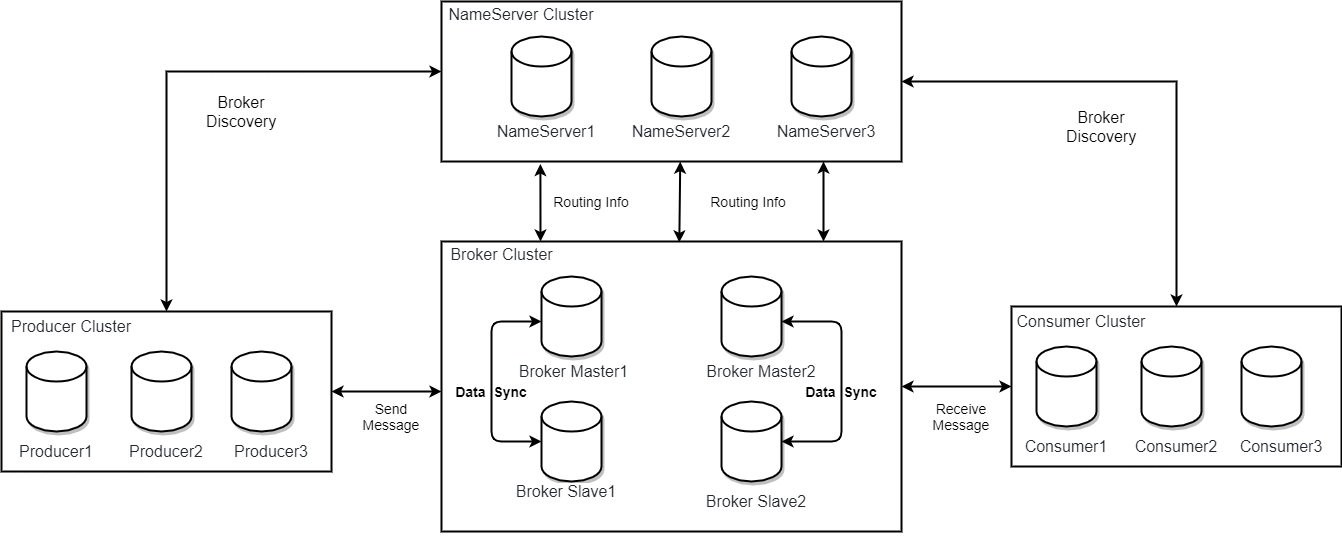 NameServer Cluster
NameServer1
NameServer2
NameServer3
Broker
Discovery
Broker
Discovery
Routing Info
Routing Info
Broker Cluster
Broker Master1
Broker Master2
Data Sync
Data Sync
Broker Slave1
Broker Slave2
Producer Cluster
Producer1
Producer2
Producer3
Send
Message
Consumer Cluster
Consumer1
Consumer2
Consumer3
Receive
Message